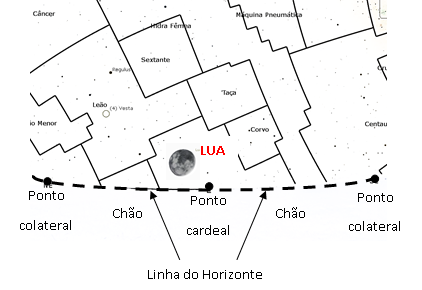 Câncer
Hidra Fêmea
Máquina Pneumática
Sextante
Regulus
Leão
(4) Vesta
Taça
Corvo
Centau
ão Menor
LUA
Ponto
colateral
Chão
Ponto
cardeal
Chão
Ponto
colateral
Linha do Horizonte